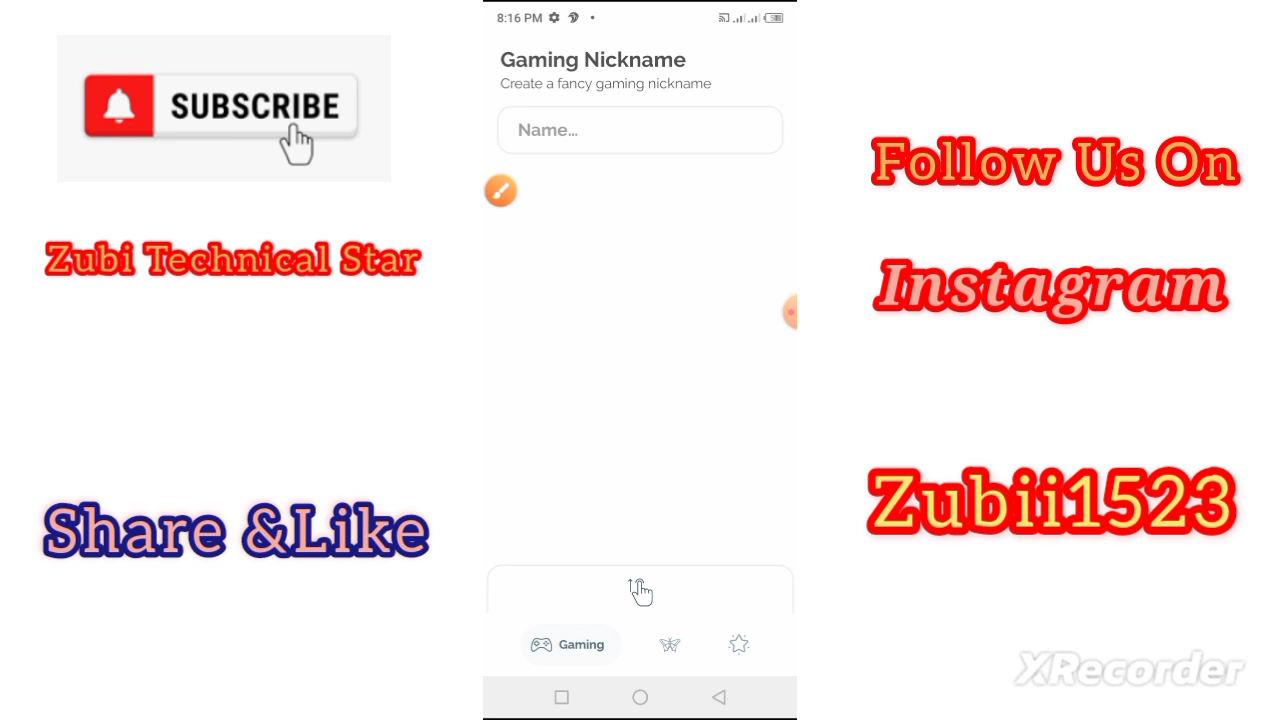 SUBSCRIBE
Zubi Technical Star
Share &Like
8:16 PM
Gaming Nickname
Create a fancy gaming nickname
Name...
Gaming
Follow Us On
Instagram
Zubii1523
XRecorder